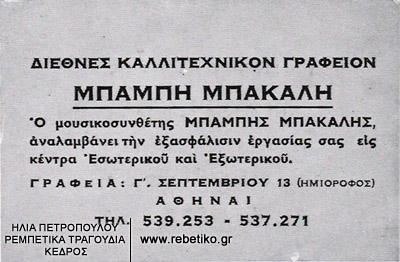 ΔΙΕΘΝΕΣ ΚΑΛΛΙΤΕΧΝΙΚΟΝ ΓΡΑΦΕΙΟΝ
ΜΠΑΜΠΗ ΜΠΑΚΑΛΗ
Ὁ μουσικοσυνθέτης ΜΠΑΜΠΗΣ ΜΠΑΚΑΛΗΣ,
ἀναλαμβάνει τὴν ἐξασφάλισιν ἐργασίας σας εἰς
κέντρα Ἐσωτερικοῦ καὶ Ἐξωτερικοῦ.
ΓΡΑΦΕΙΑ: Γ΄. ΣΕΠΤΕΜΒΡΙΟΥ 13 (ΗΜΙΟΡΟΦΟΣ)
ΑΘΗΝΑΙ
ΤΗΛ. 539.253 - 537.271
ΗΛΙΑ ΠΕΤΡΟΠΟΥΛΟΥ
ΡΕΜΠΕΤΙΚΑ ΤΡΑΓΟΥΔΙΑ
ΚΕΔΡΟΣ
www.rebetiko.gr